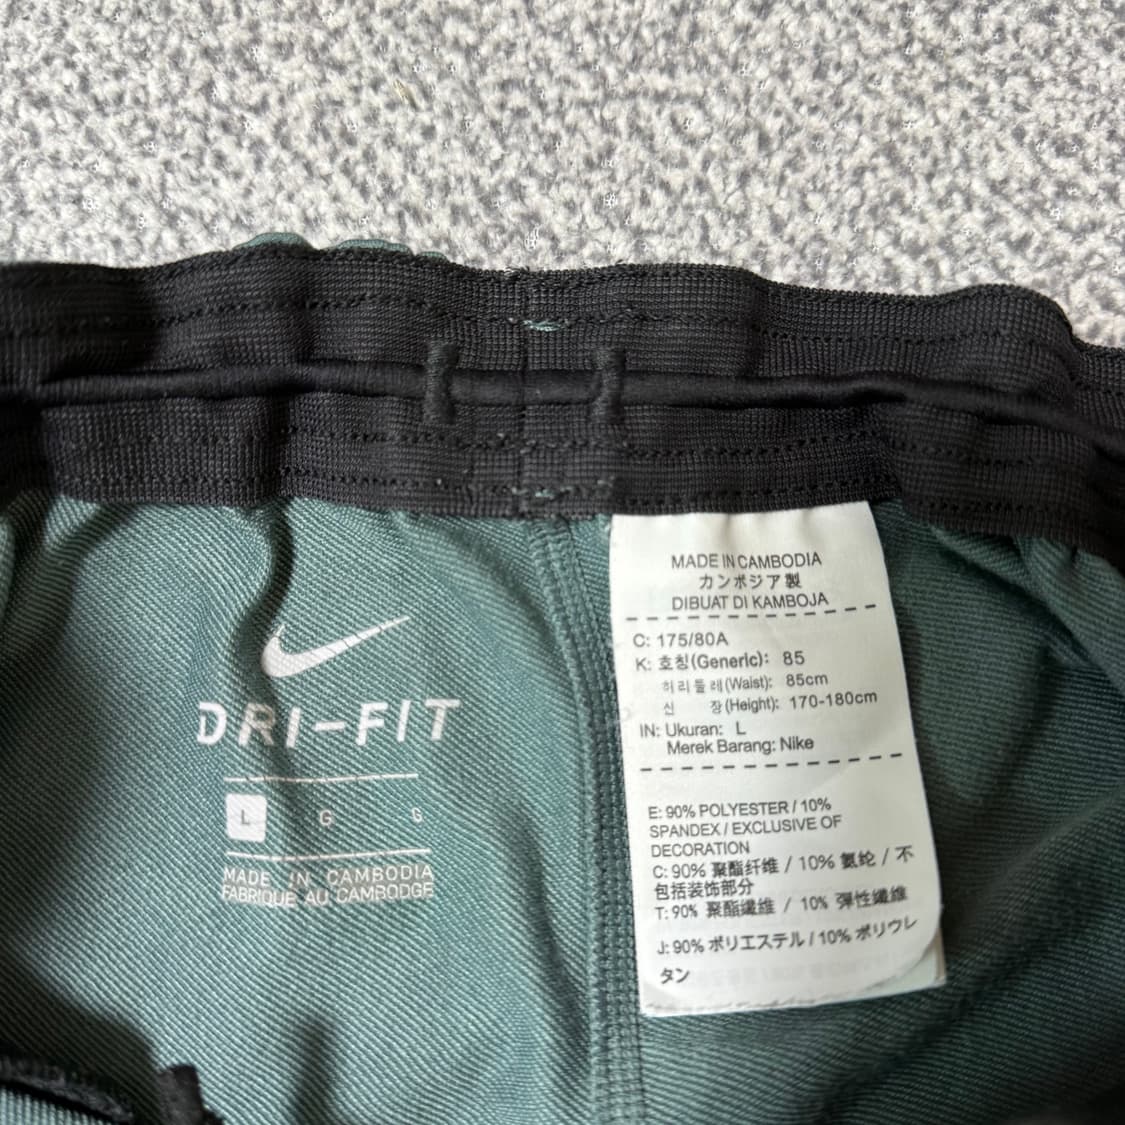 DRI-FIT
L G G
MADE IN CAMBODIA
FABRIQUE AU CAMBODGE
MADE IN CAMBODIA
カンボジア製
DIBUAT DI KAMBOJA
C: 175/80A
K: 호칭(Generic): 85
허리둘레(Waist): 85cm
신 장(Height): 170-180cm
IN: Ukuran: L
Merek Barang: Nike
E: 90% POLYESTER / 10%
SPANDEX / EXCLUSIVE OF
DECORATION
C: 90% 聚酯纤维 / 10% 氨纶 / 不
包括装饰部分
T: 90% 聚酯纖維 / 10% 彈性纖維
J: 90% ポリエステル / 10% ポリウレ
タン